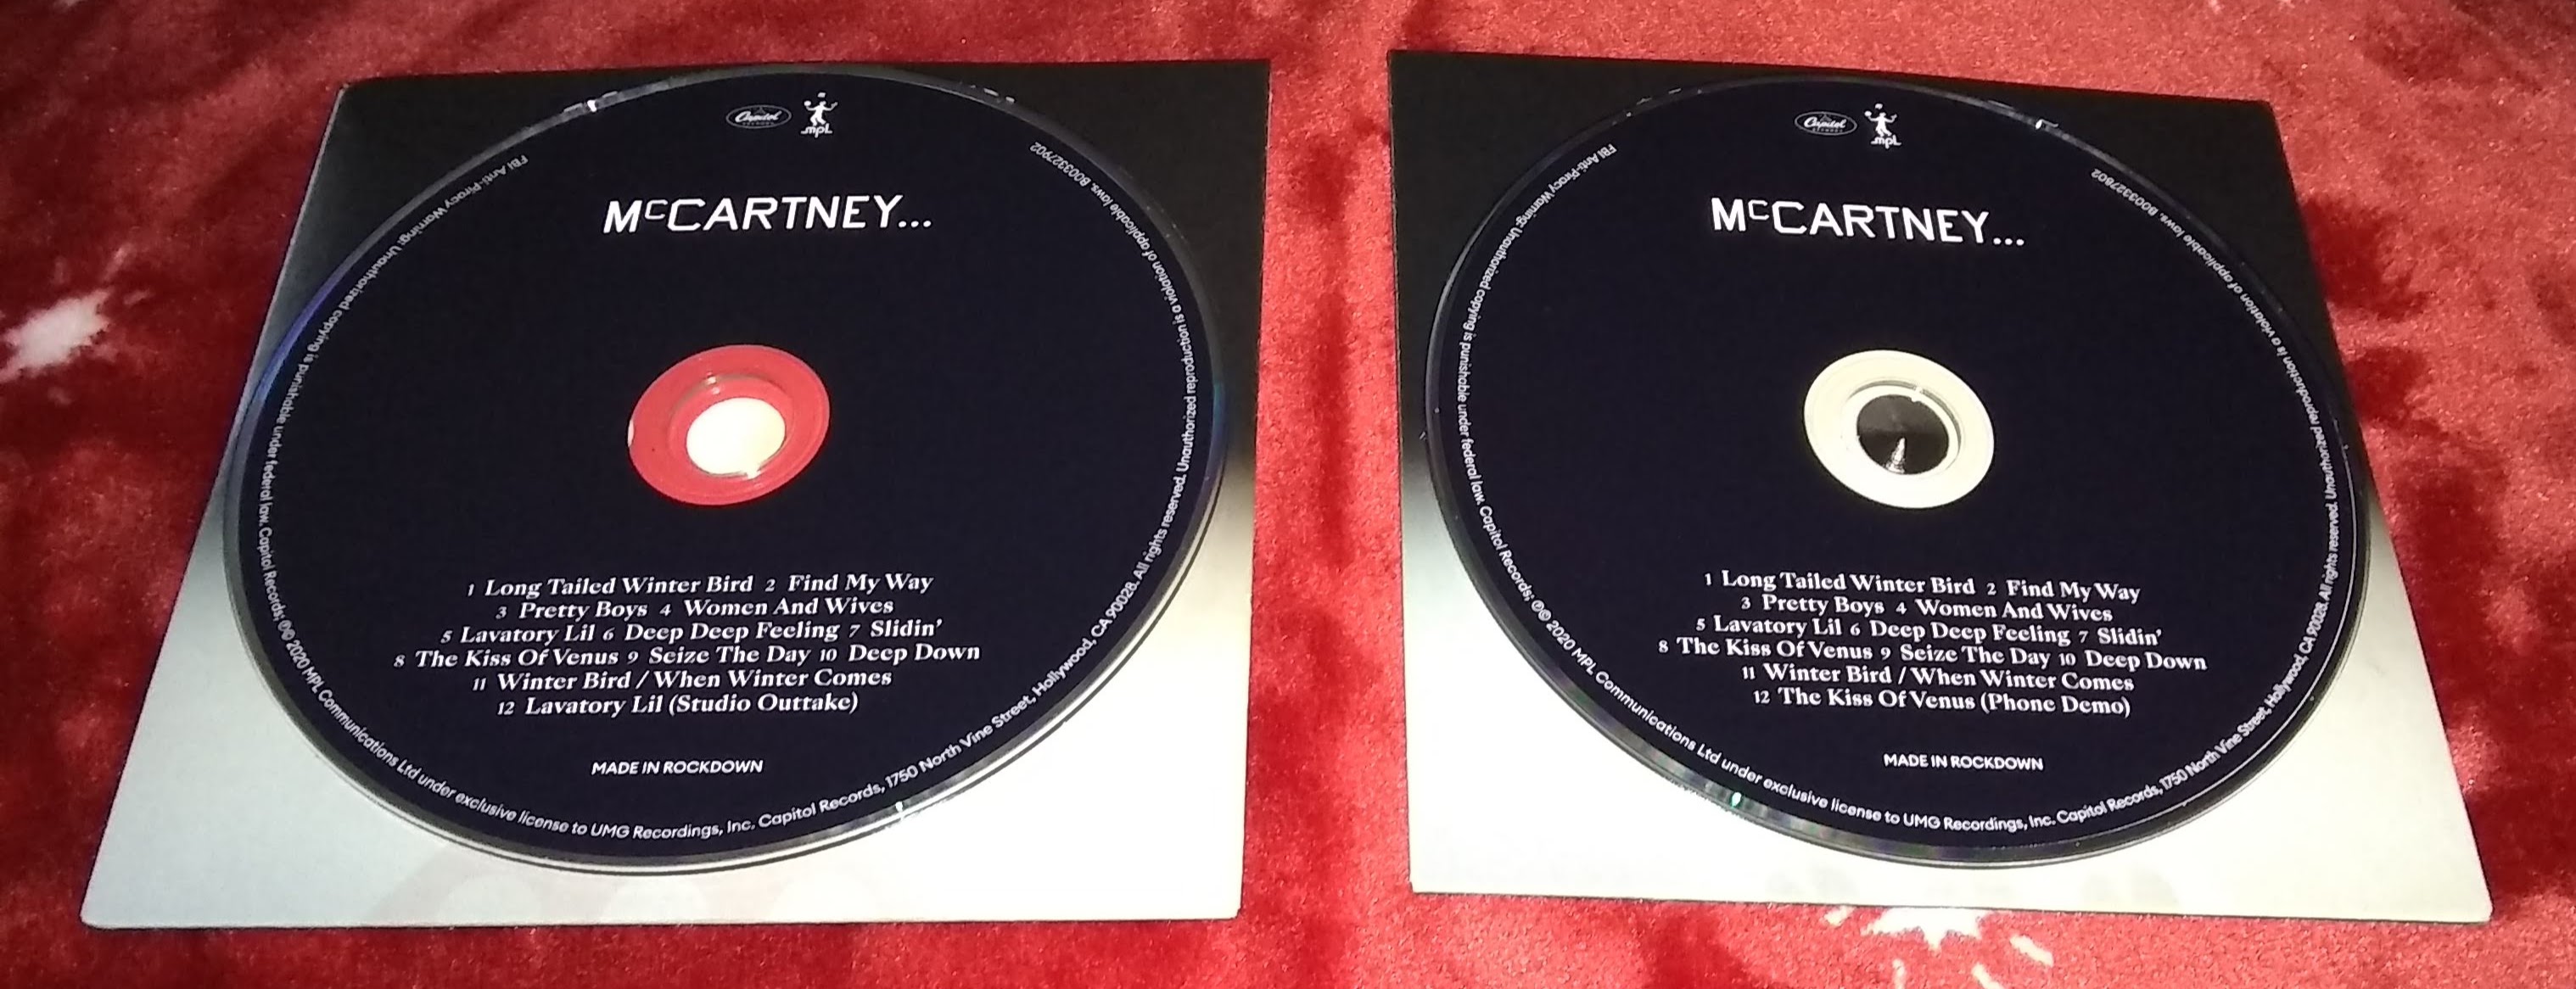 Capitol
RECORDS
mpL
McCARTNEY...
1 Long Tailed Winter Bird 2 Find My Way
3 Pretty Boys 4 Women And Wives
5 Lavatory Lil 6 Deep Deep Feeling 7 Slidin'
8 The Kiss Of Venus 9 Seize The Day 10 Deep Down
11 Winter Bird / When Winter Comes
12 Lavatory Lil (Studio Outtake)
MADE IN ROCKDOWN
FBI Anti-Piracy Warning: Unauthorized copying is punishable under federal law. Capitol Records; ℗© 2020 MPL Communications Ltd under exclusive license to UMG Recordings, Inc. Capitol Records, 1750 North Vine Street, Hollywood, CA 90028. All rights reserved. Unauthorized reproduction is a violation of applicable laws. B003327902
Capitol
RECORDS
mpL
McCARTNEY...
1 Long Tailed Winter Bird 2 Find My Way
3 Pretty Boys 4 Women And Wives
5 Lavatory Lil 6 Deep Deep Feeling 7 Slidin'
8 The Kiss Of Venus 9 Seize The Day 10 Deep Down
11 Winter Bird / When Winter Comes
12 The Kiss Of Venus (Phone Demo)
MADE IN ROCKDOWN
FBI Anti-Piracy Warning: Unauthorized copying is punishable under federal law. Capitol Records; ℗© 2020 MPL Communications Ltd under exclusive license to UMG Recordings, Inc. Capitol Records, 1750 North Vine Street, Hollywood, CA 90028. All rights reserved. Unauthorized reproduction is a violation of applicable laws. B003327802